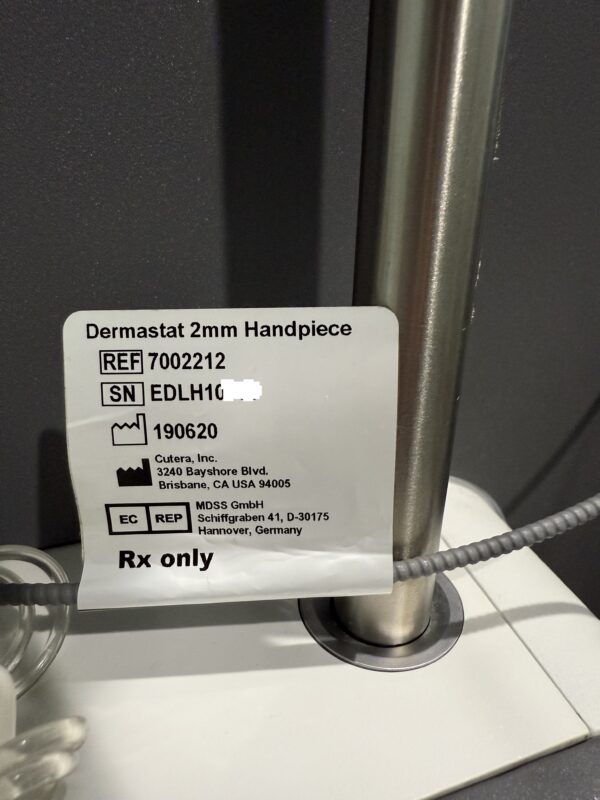 Dermastat 2mm Handpiece
REF 7002212
SN EDLH10
190620
Cutera, Inc.
3240 Bayshore Blvd.
Brisbane, CA USA 94005
EC REP MDSS GmbH
Schiffgraben 41, D-30175
Hannover, Germany
Rx only